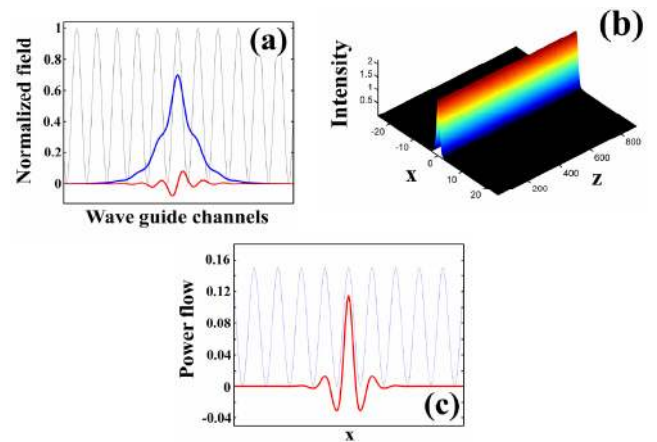 (a)
Normalized field
1
0.8
0.6
0.4
0.2
0
Wave guide channels
(b)
Intensity
2
1.5
1
0.5
-20
-10
0
10
20
x
200
400
600
800
z
Power flow
0.16
0.12
0.08
0.04
0
-0.04
(c)
x